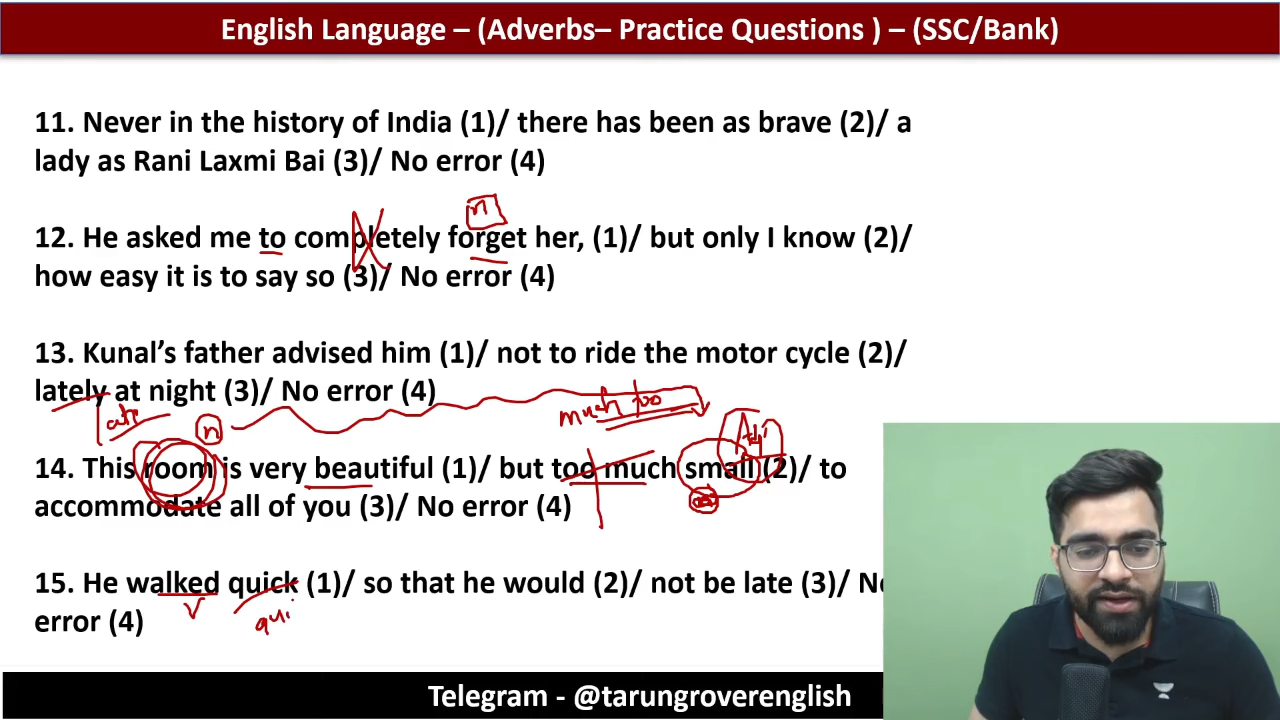 English Language – (Adverbs– Practice Questions ) – (SSC/Bank)
11. Never in the history of India (1)/ there has been as brave (2)/ a
lady as Rani Laxmi Bai (3)/ No error (4)
n
12. He asked me to completely forget her, (1)/ but only I know (2)/
how easy it is to say so (3)/ No error (4)
13. Kunal's father advised him (1)/ not to ride the motor cycle (2)/
lately at night (3)/ No error (4)
late
much too
n
Adj
14. This room is very beautiful (1)/ but too much small (2)/ to
accommodate all of you (3)/ No error (4)
15. He walked quick (1)/ so that he would (2)/ not be late (3)/
error (4)
V
qui
Telegram - @tarungroverenglish